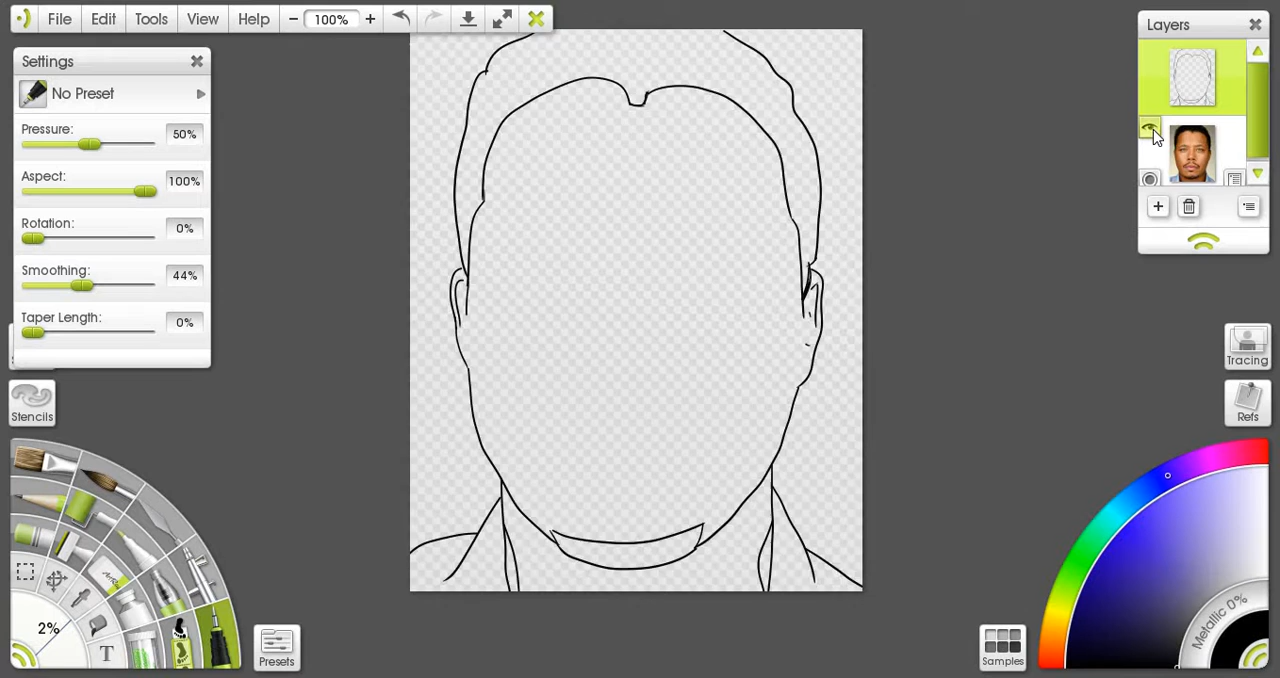 File Edit Tools View Help − 100% +
Settings
No Preset
Pressure: 50%
Aspect: 100%
Rotation: 0%
Smoothing: 44%
Taper Length: 0%
Stencils
2%
T
Presets
Layers
Tracing
Refs
Samples
Metallic 0%